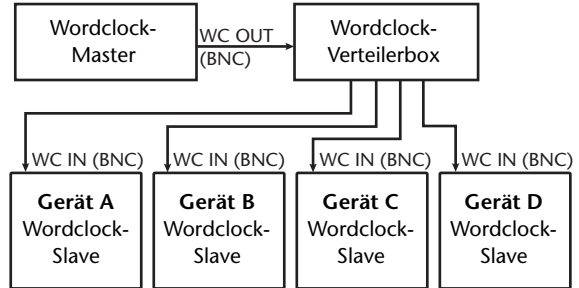 Wordclock-
Master
WC OUT
(BNC)
Wordclock-
Verteilerbox
WC IN (BNC)
WC IN (BNC)
WC IN (BNC)
WC IN (BNC)
Gerät A
Wordclock-
Slave
Gerät B
Wordclock-
Slave
Gerät C
Wordclock-
Slave
Gerät D
Wordclock-
Slave